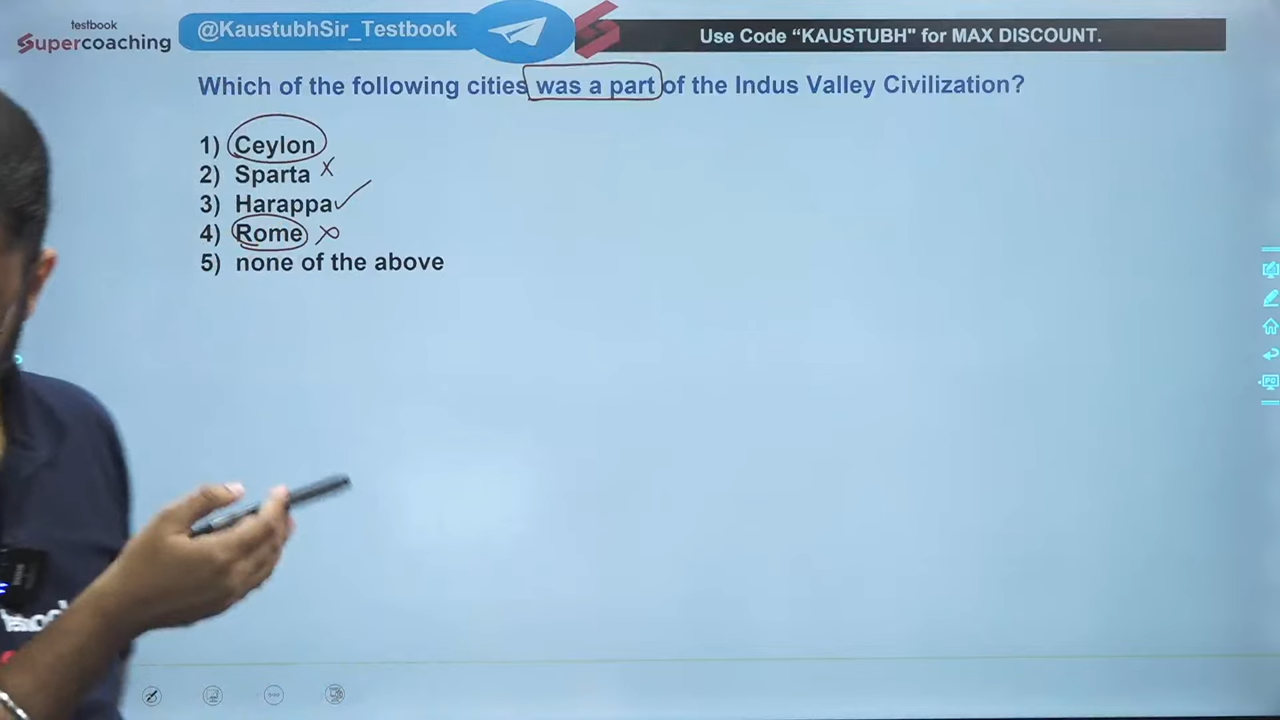 testbook
Supercoaching
@KaustubhSir_Testbook
Use Code “KAUSTUBH" for MAX DISCOUNT.
Which of the following cities was a part of the Indus Valley Civilization?
1) Ceylon
2) Sparta
3) Harappa
4) Rome
5) none of the above